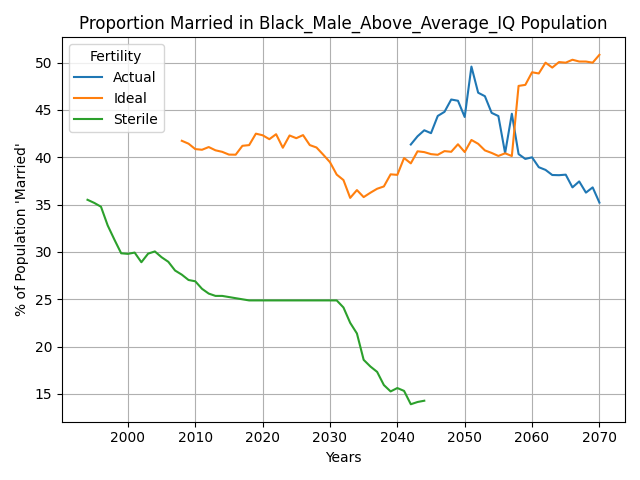 Proportion Married in Black_Male_Above_Average_IQ Population
Fertility
Actual
Ideal
Sterile
% of Population 'Married'
50
45
40
35
30
25
20
15
2000 2010 2020 2030 2040 2050 2060 2070
Years